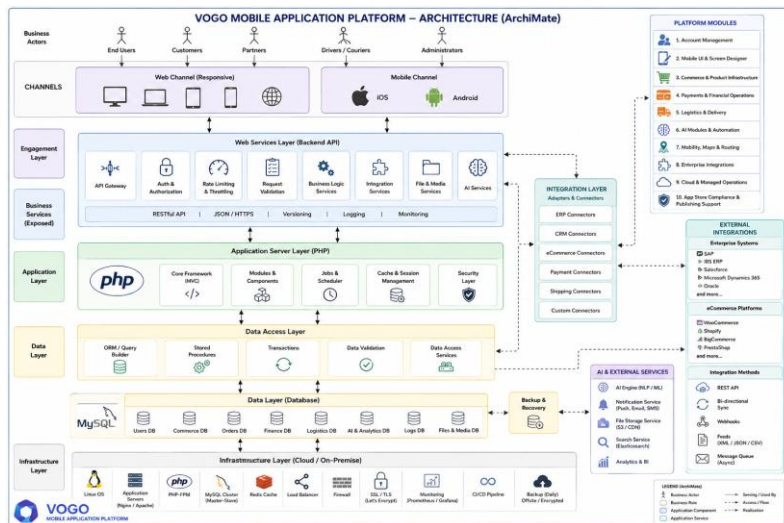 VOGO MOBILE APPLICATION PLATFORM – ARCHITECTURE (ArchiMate)
Business Actors
End Users
Customers
Partners
Drivers / Couriers
Administrators
CHANNELS
Web Channel (Responsive)
Mobile Channel
iOS
Android
Engagement Layer
Web Services Layer (Backend API)
API Gateway
Auth & Authorization
Rate Limiting & Throttling
Request Validation
Business Logic Services
Integration Services
File & Media Services
AI Services
Business Services (Exposed)
RESTful API | JSON / HTTPS | Versioning | Logging | Monitoring
Application Layer
Application Server Layer (PHP)
php
Core Framework (MVC)
Modules & Components
Jobs & Scheduler
Cache & Session Management
Security Layer
Data Layer
Data Access Layer
ORM / Query Builder
Stored Procedures
Transactions
Data Validation
Data Access Services
MySQL
Data Layer (Database)
Users DB
Commerce DB
Orders DB
Finance DB
Logistics DB
AI & Analytics DB
Logs DB
Files & Media DB
Backup & Recovery
Infrastructure Layer
Infrastructure Layer (Cloud / On-Premise)
Linux OS
Application Servers (Nginx / Apache)
php
PHP-FPM
MySQL Cluster (Master-Slave)
Redis Cache
Load Balancer
Firewall
SSL / TLS (Let's Encrypt)
Monitoring (Prometheus / Grafana)
CI/CD Pipeline
Backup (Daily) Offsite / Encrypted
VOGO
MOBILE APPLICATION PLATFORM
PLATFORM MODULES
1. Account Management
2. Mobile UI & Screen Designer
3. Commerce & Product Infrastructure
4. Payments & Financial Operations
5. Logistics & Delivery
6. AI Modules & Automation
7. Mobility, Maps & Routing
8. Enterprise Integrations
9. Cloud & Managed Operations
10. App Store Compliance & Publishing Support
INTEGRATION LAYER
Adapters & Connectors
ERP Connectors
CRM Connectors
eCommerce Connectors
Payment Connectors
Shipping Connectors
Custom Connectors
EXTERNAL INTEGRATIONS
Enterprise Systems
SAP
Salesforce
Microsoft Dynamics 365
Oracle
and more...
eCommerce Platforms
WooCommerce
Shopify
BigCommerce
PrestaShop
and more...
Integration Methods
REST API
Bi-directional Sync
Webhooks
Feeds (XML / JSON / CSV)
Message Queue (Async)
AI & EXTERNAL SERVICES
AI Engine (NLP / ML)
Notification Service (Push, Email, SMS)
File Storage Service (S3 / CDN)
Search Service (Elasticsearch)
Analytics & BI
LEGEND (ArchiMate)
Business Actor
Business Role
Application Component
Application Service
Serving / Used By
Access / Flow
Realization